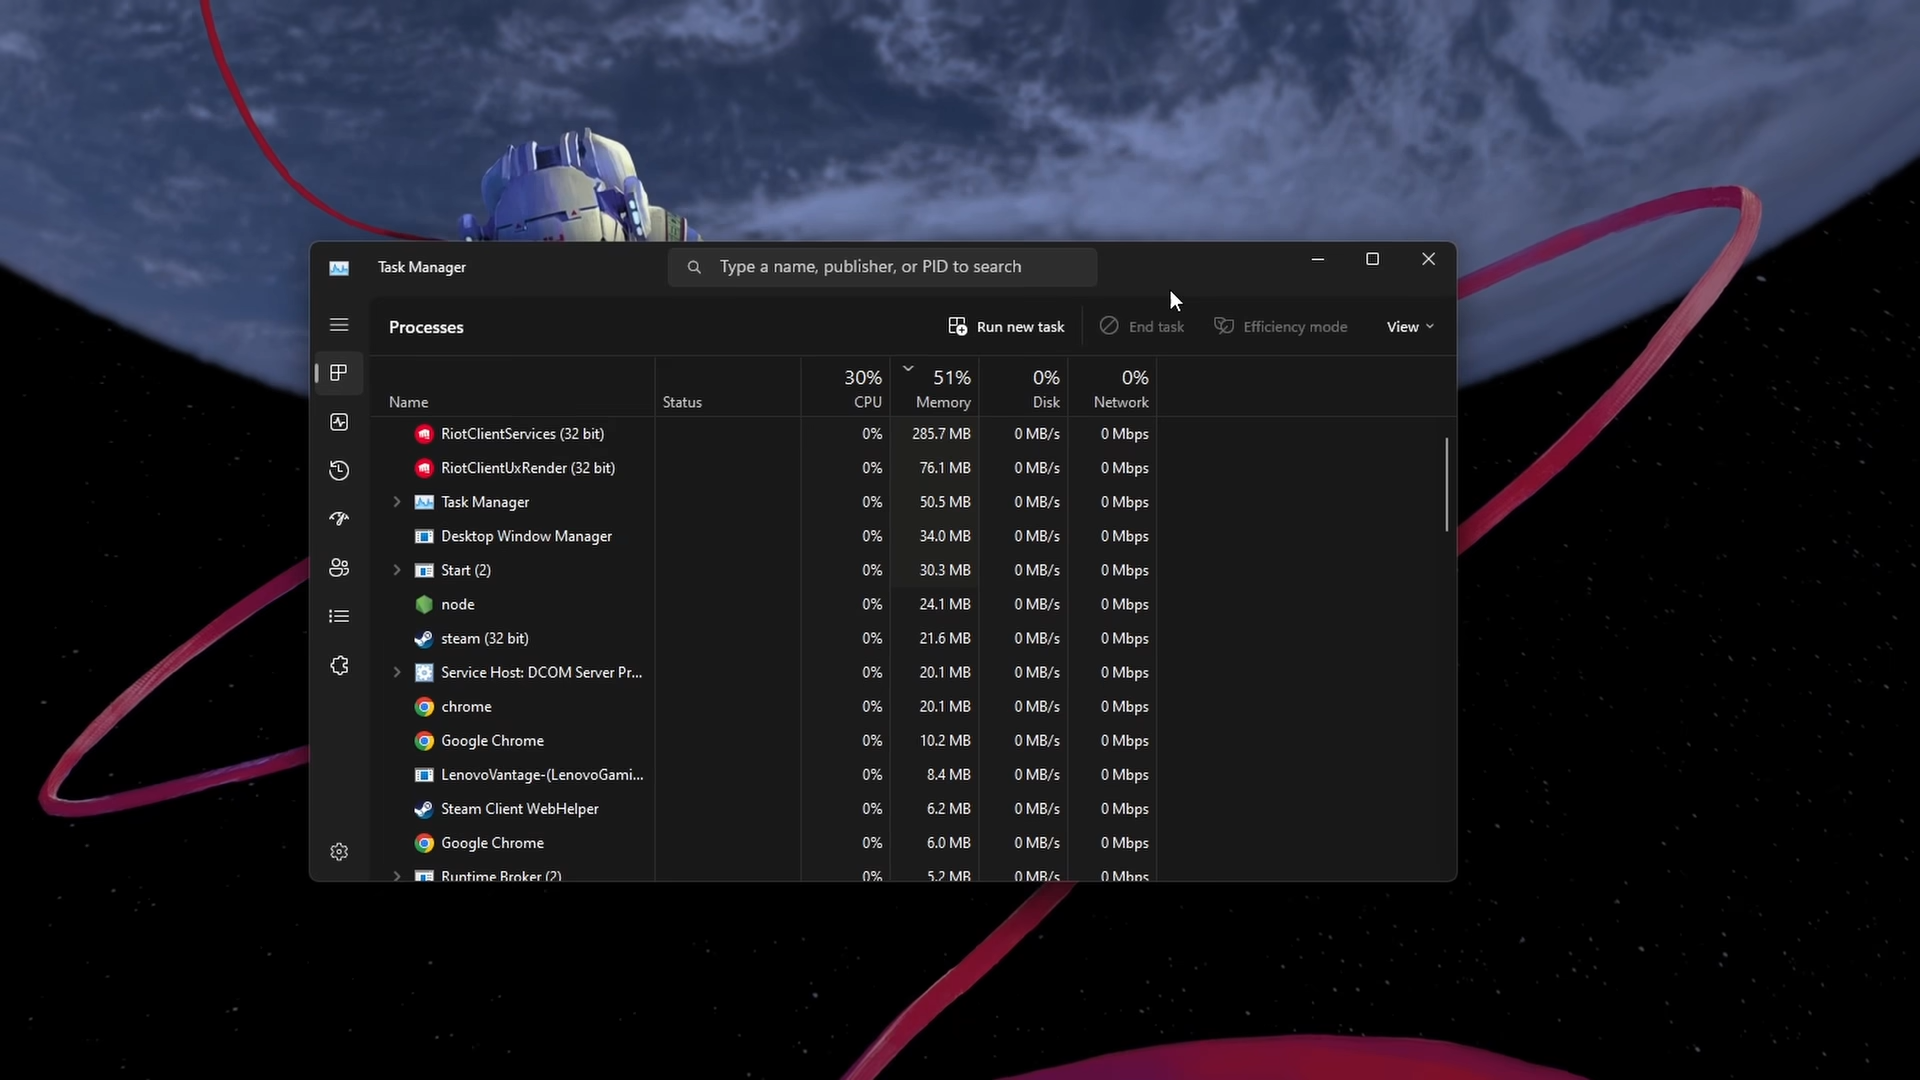 Task Manager
Type a name, publisher, or PID to search
Processes
Run new task
End task
Efficiency mode
View
30% 51% 0% 0%
Name Status CPU Memory Disk Network
RiotClientServices (32 bit) 0% 285.7 MB 0 MB/s 0 Mbps
RiotClientUxRender (32 bit) 0% 76.1 MB 0 MB/s 0 Mbps
Task Manager 0% 50.5 MB 0 MB/s 0 Mbps
Desktop Window Manager 0% 34.0 MB 0 MB/s 0 Mbps
Start (2) 0% 30.3 MB 0 MB/s 0 Mbps
node 0% 24.1 MB 0 MB/s 0 Mbps
steam (32 bit) 0% 21.6 MB 0 MB/s 0 Mbps
Service Host: DCOM Server Pr... 0% 20.1 MB 0 MB/s 0 Mbps
chrome 0% 20.1 MB 0 MB/s 0 Mbps
Google Chrome 0% 10.2 MB 0 MB/s 0 Mbps
LenovoVantage-(LenovoGami... 0% 8.4 MB 0 MB/s 0 Mbps
Steam Client WebHelper 0% 6.2 MB 0 MB/s 0 Mbps
Google Chrome 0% 6.0 MB 0 MB/s 0 Mbps
Runtime Broker (2) 0% 5.2 MB 0 MB/s 0 Mbps